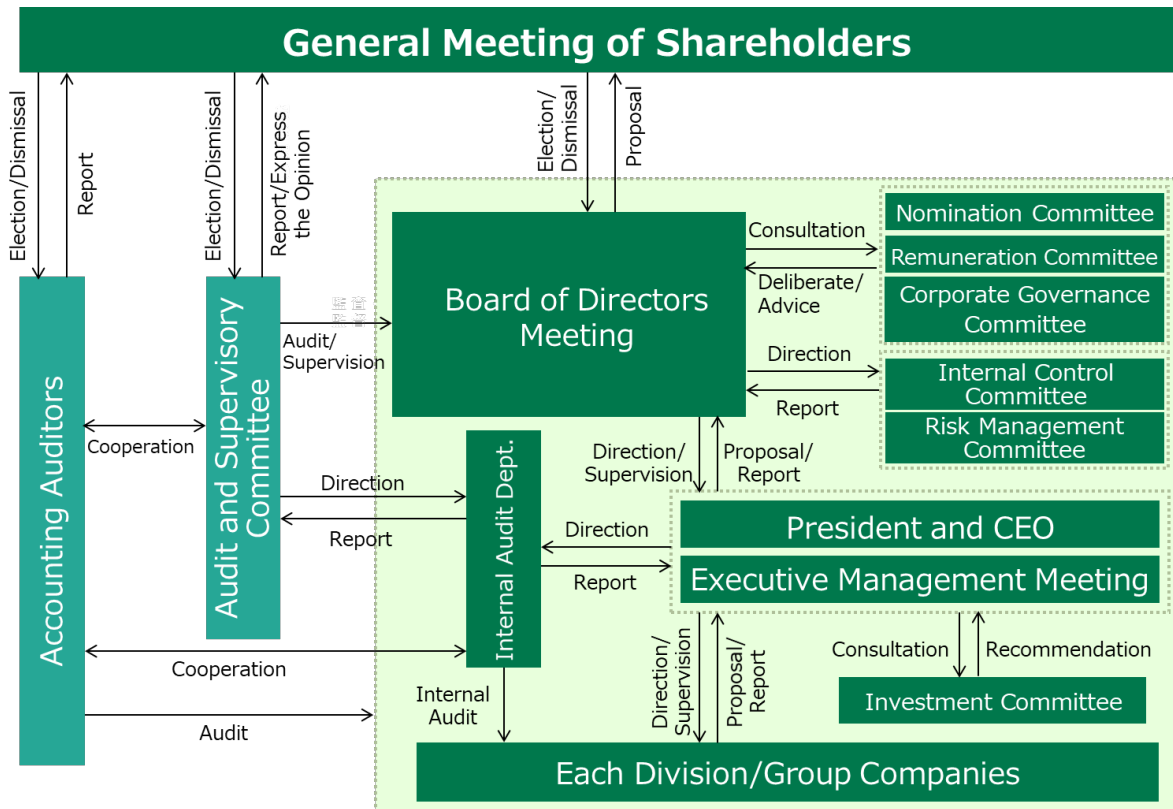 General Meeting of Shareholders
Election/Dismissal
Report
Election/Dismissal
Report/Express
the Opinion
Election/
Dismissal
Proposal
Accounting Auditors
Audit and Supervisory
Committee
Cooperation
Audit/
Supervision
Board of Directors
Meeting
Consultation
Deliberate/
Advice
Nomination Committee
Remuneration Committee
Corporate Governance
Committee
Direction
Report
Internal Control
Committee
Risk Management
Committee
Direction/
Supervision
Proposal/
Report
Direction
Report
Internal Audit Dept.
Direction
Report
President and CEO
Executive Management Meeting
Cooperation
Audit
Internal
Audit
Direction/
Supervision
Proposal/
Report
Consultation
Recommendation
Investment Committee
Each Division/Group Companies